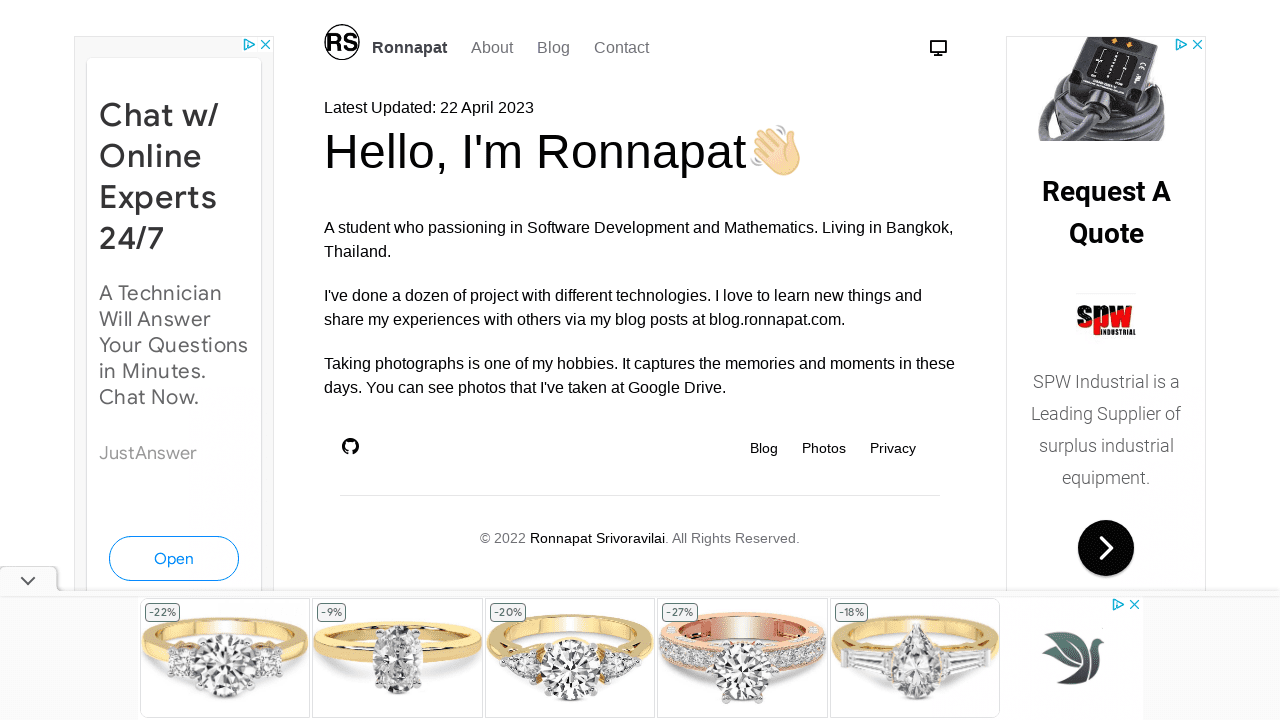 RS
Ronnapat
About
Blog
Contact
Latest Updated: 22 April 2023
Hello, I'm Ronnapat👋
A student who passioning in Software Development and Mathematics. Living in Bangkok,
Thailand.
I've done a dozen of project with different technologies. I love to learn new things and
share my experiences with others via my blog posts at blog.ronnapat.com.
Taking photographs is one of my hobbies. It captures the memories and moments in these
days. You can see photos that I've taken at Google Drive.
Blog
Photos
Privacy
© 2022 Ronnapat Srivoravilai. All Rights Reserved.
Chat w/
Online
Experts
24/7
A Technician
Will Answer
Your Questions
in Minutes.
Chat Now.
JustAnswer
Open
Request A
Quote
spw
INDUSTRIAL
SPW Industrial is a
Leading Supplier of
surplus industrial
equipment.
-22%
-9%
-20%
-27%
-18%